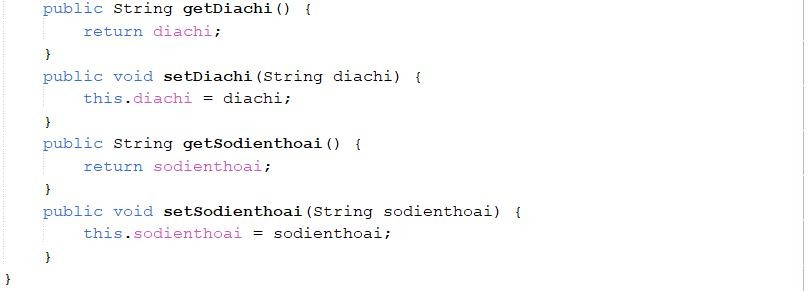 public String getDiachi() {
return diachi;
}
public void setDiachi(String diachi) {
this.diachi = diachi;
}
public String getSodienthoai() {
return sodienthoai;
}
public void setSodienthoai(String sodienthoai) {
this.sodienthoai = sodienthoai;
}
}